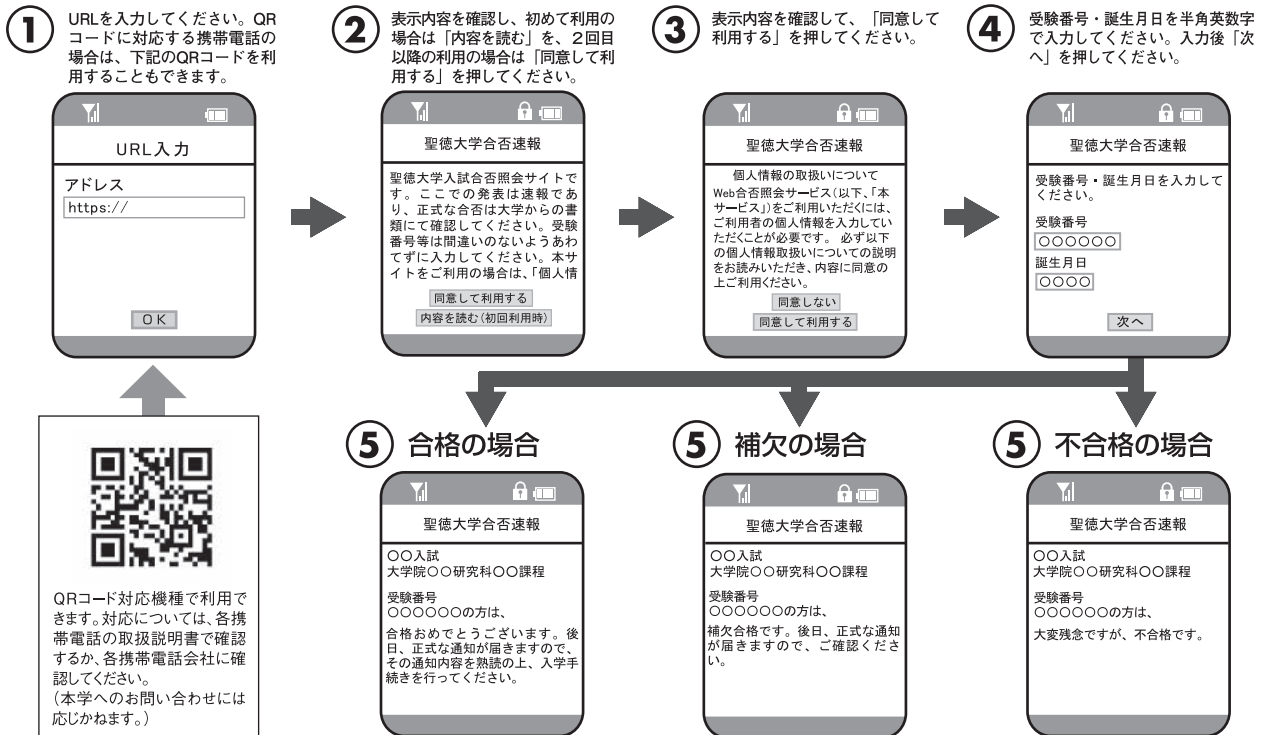 1
URLを入力してください。QR
コードに対応する携帯電話の
場合は、下記のQRコードを利
用することもできます。
URL入力
アドレス
https://
OK
QRコード対応機種で利用で
きます。対応については、各携
帯電話の取扱説明書で確認
するか、各携帯電話会社に確
認してください。
(本学へのお問い合わせには
応じかねます。)
2
表示内容を確認し、初めて利用の
場合は「内容を読む」を、2回目
以降の利用の場合は「同意して利
用する」を押してください。
聖徳大学合否速報
聖徳大学入試合否照会サイトで
す。ここでの発表は速報であ
り、正式な合否は大学からの書
類にて確認してください。受験
番号等は間違いのないようあわ
てずに入力してください。本サ
イトをご利用の場合は、「個人情
同意して利用する
内容を読む(初回利用時)
3
表示内容を確認して、「同意して
利用する」を押してください。
聖徳大学合否速報
個人情報の取扱いについて
Web合否照会サービス(以下、「本
サービス」)をご利用いただくには、
ご利用者の個人情報を入力してい
ただくことが必要です。 必ず以下
の個人情報取扱いについての説明
をお読みいただき、内容に同意の
上ご利用ください。
同意しない
同意して利用する
4
受験番号・誕生月日を半角英数字
で入力してください。入力後「次
へ」を押してください。
聖徳大学合否速報
受験番号・誕生月日を入力して
ください。
受験番号
○○○○○○
誕生月日
○○○○
次へ
5 合格の場合
聖徳大学合否速報
○○入試
大学院○○研究科○○課程
受験番号
○○○○○○の方は、
合格おめでとうございます。後
日、正式な通知が届きますので、
その通知内容を熟読の上、入学手
続きを行ってください。
5 補欠の場合
聖徳大学合否速報
○○入試
大学院○○研究科○○課程
受験番号
○○○○○○の方は、
補欠合格です。後日、正式な通知
が届きますので、ご確認くださ
い。
5 不合格の場合
聖徳大学合否速報
○○入試
大学院○○研究科○○課程
受験番号
○○○○○○の方は、
大変残念ですが、不合格です。